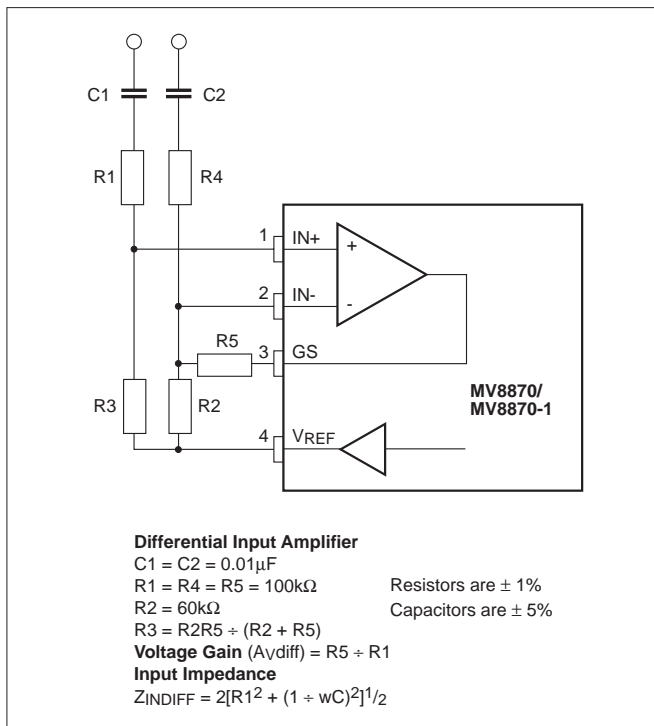 C1
C2
R1
R4
1
IN+
+
2
IN-
-
R5
3
GS
R3
R2
MV8870/
MV8870-1
4
VREF
Differential Input Amplifier
C1 = C2 = 0.01µF
R1 = R4 = R5 = 100kΩ
Resistors are ± 1%
R2 = 60kΩ
Capacitors are ± 5%
R3 = R2R5 ÷ (R2 + R5)
Voltage Gain (AVdiff) = R5 ÷ R1
Input Impedance
ZINDIFF = 2[R1² + (1 ÷ wC)²]¹/2